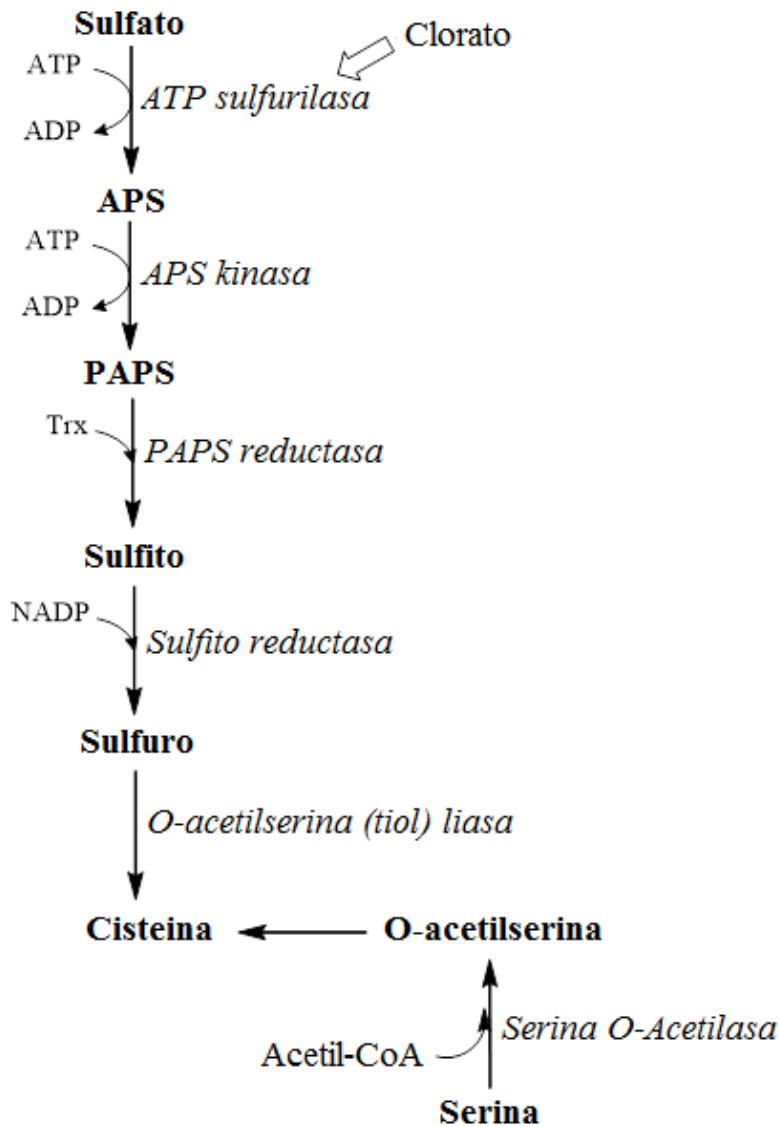 Sulfato
Clorato
ATP
ATP sulfurilasa
ADP
APS
ATP
APS kinasa
ADP
PAPS
Trx
PAPS reductasa
Sulfito
NADP
Sulfito reductasa
Sulfuro
O-acetilserina (tiol) liasa
Cisteina
O-acetilserina
Serina O-Acetilasa
Acetil-CoA
Serina